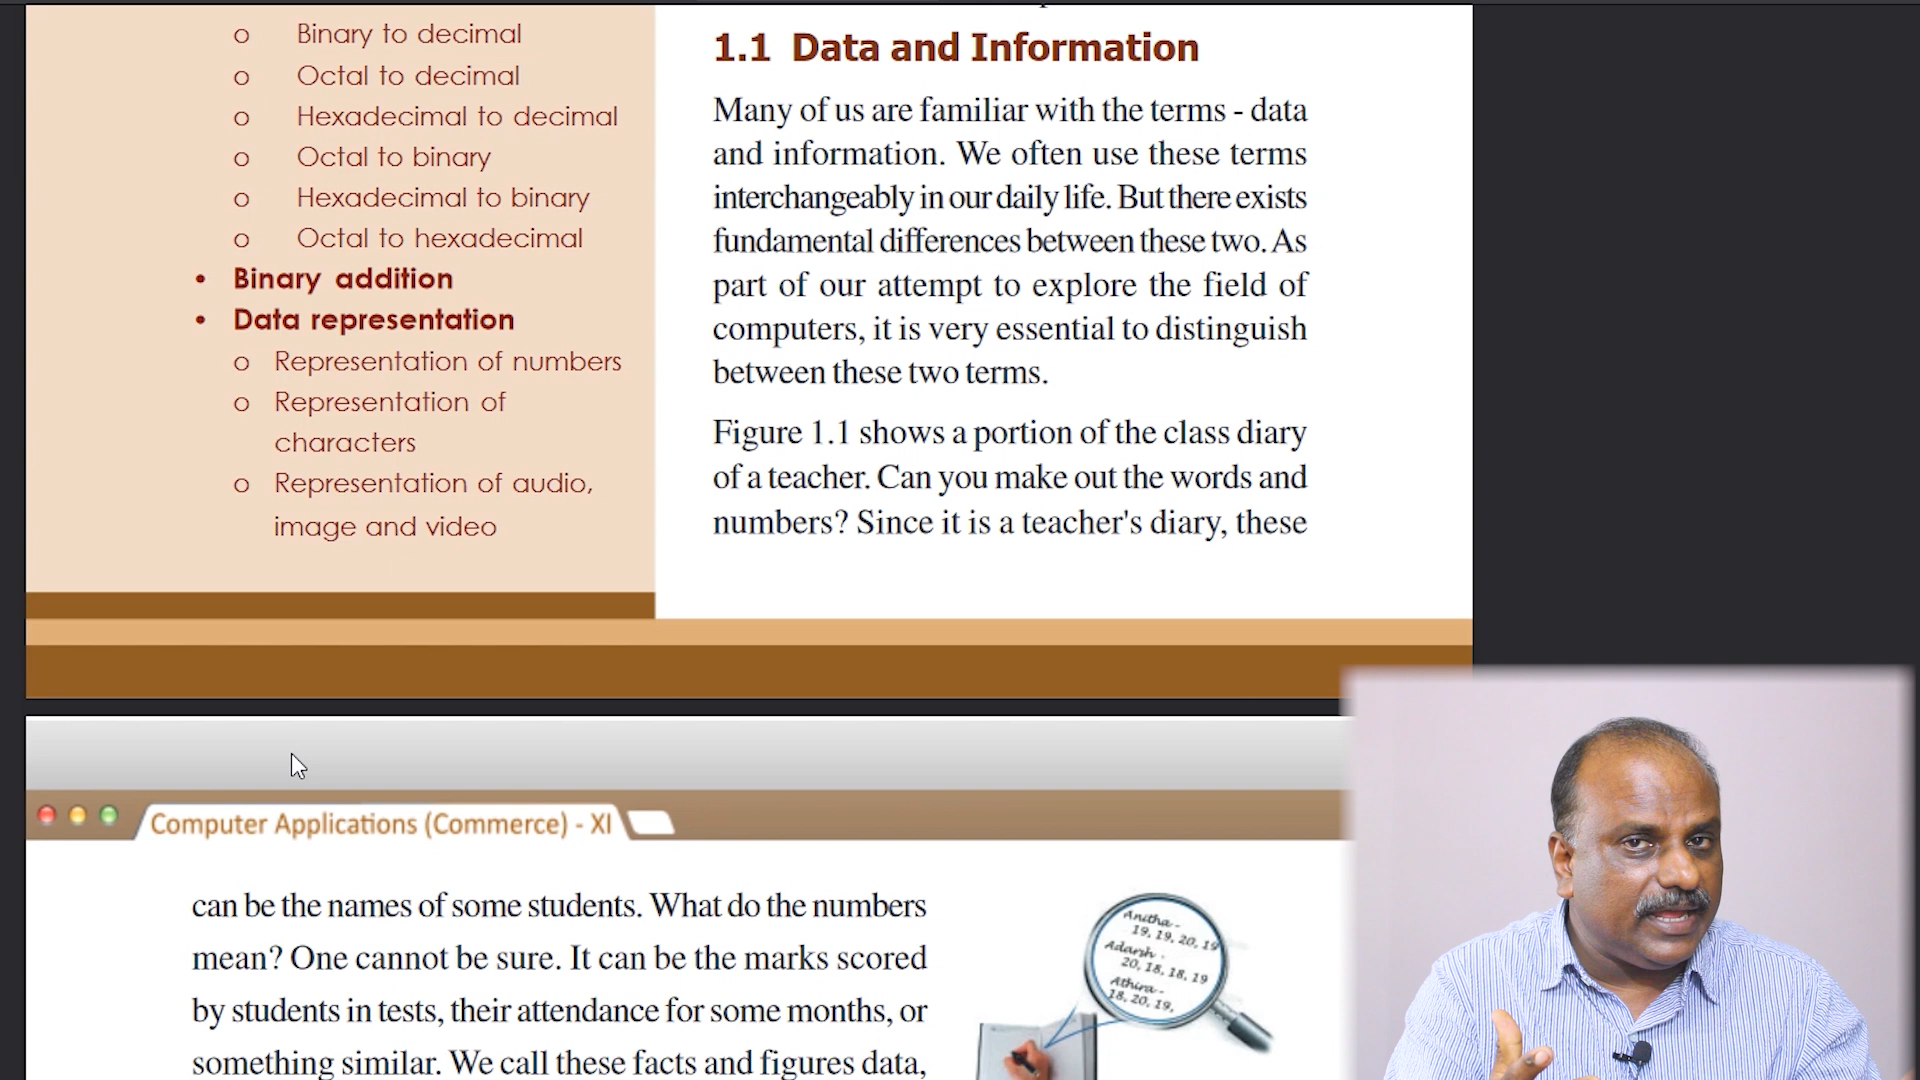 o Binary to decimal
o Octal to decimal
o Hexadecimal to decimal
o Octal to binary
o Hexadecimal to binary
o Octal to hexadecimal
• Binary addition
• Data representation
o Representation of numbers
o Representation of
characters
o Representation of audio,
image and video
1.1 Data and Information
Many of us are familiar with the terms - data
and information. We often use these terms
interchangeably in our daily life. But there exists
fundamental differences between these two. As
part of our attempt to explore the field of
computers, it is very essential to distinguish
between these two terms.
Figure 1.1 shows a portion of the class diary
of a teacher. Can you make out the words and
numbers? Since it is a teacher's diary, these
Computer Applications (Commerce) - XI
can be the names of some students. What do the numbers
mean? One cannot be sure. It can be the marks scored
by students in tests, their attendance for some months, or
something similar. We call these facts and figures data,
Anitha -
19, 19, 20, 19
Adarsh .
20, 18, 18, 19
Athira -
18, 20, 19,